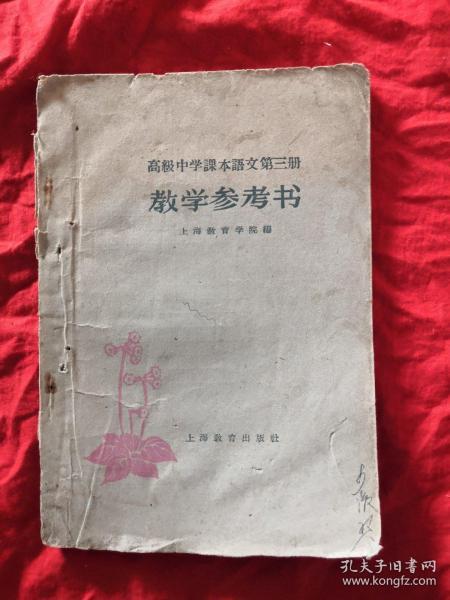 高級中学課本語文第三册
教学参考书
上海教育学院編
上海教育出版社
孔夫子旧书网
www.kongfz.com